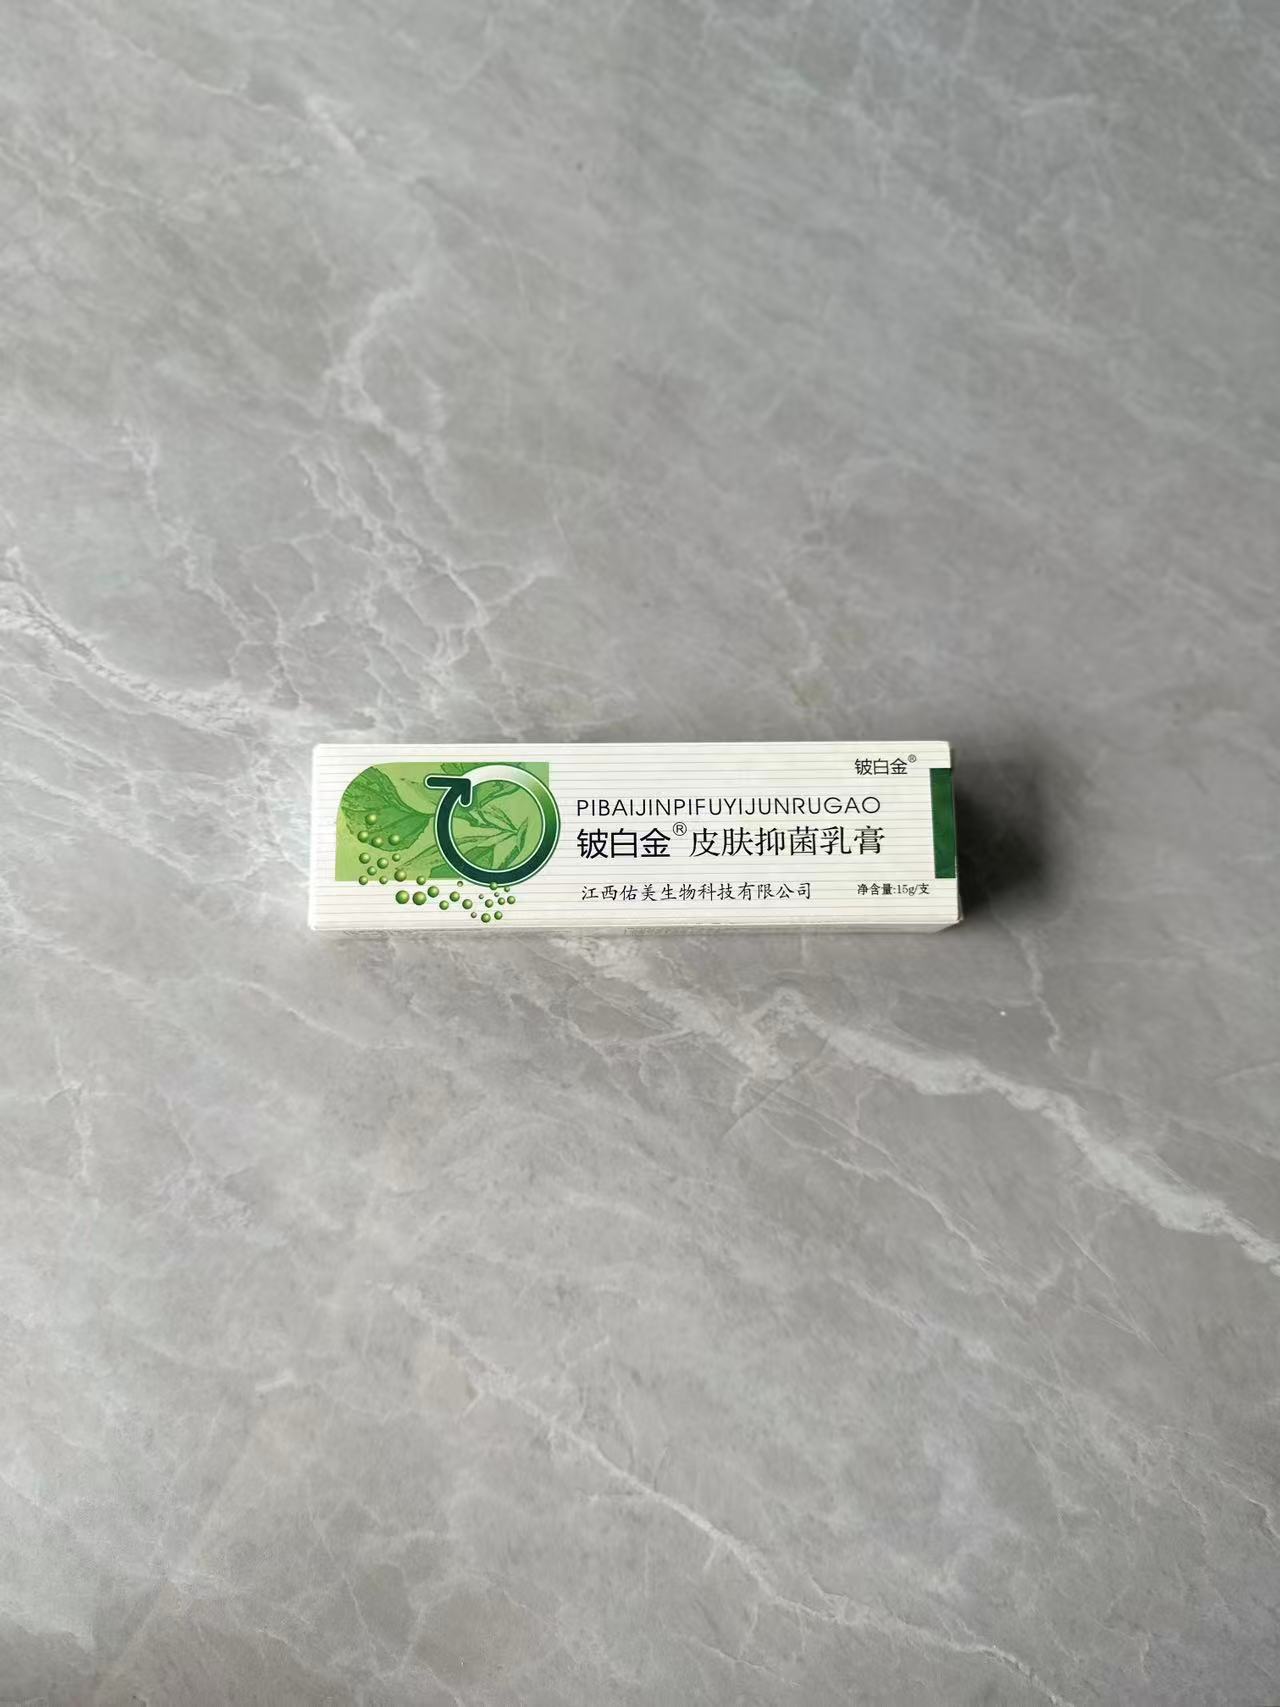 铍白金®
PIBAIJINPIFUYIJUNRUGAO
铍白金®皮肤抑菌乳膏
江西佑美生物科技有限公司
净含量:15g/支